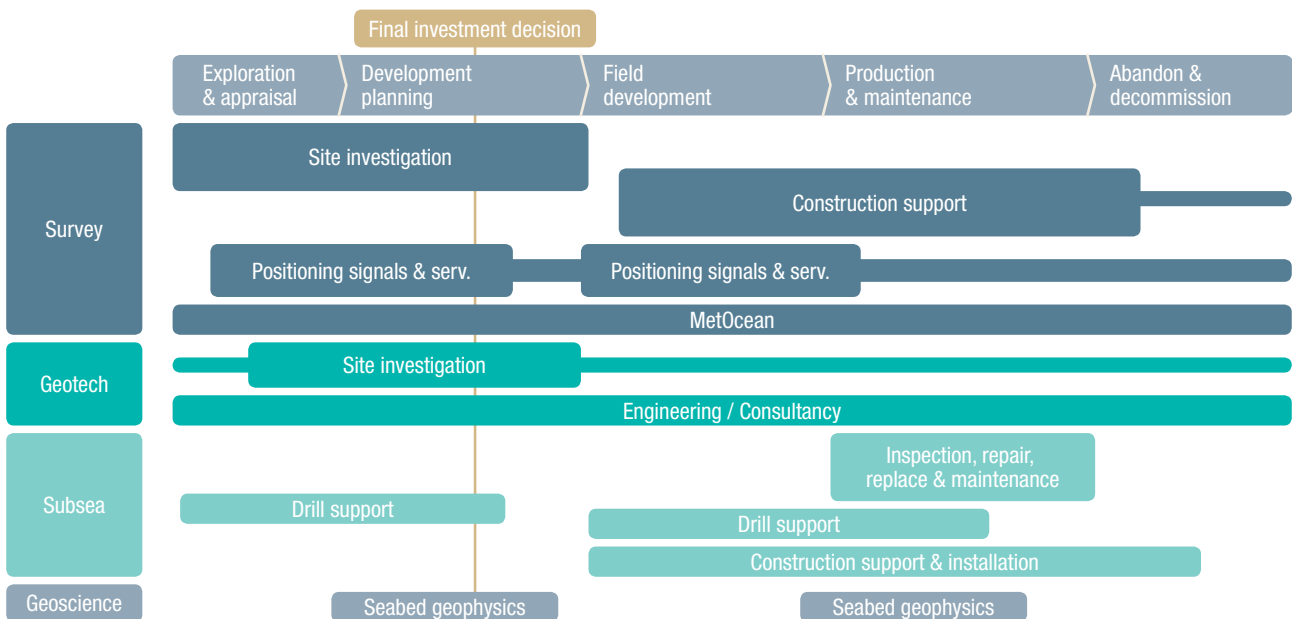 Final investment decision
Exploration
& appraisal
Development
planning
Field
development
Production
& maintenance
Abandon &
decommission
Survey
Site investigation
Construction support
Positioning signals & serv.
Positioning signals & serv.
MetOcean
Geotech
Site investigation
Engineering / Consultancy
Subsea
Inspection, repair,
replace & maintenance
Drill support
Drill support
Construction support & installation
Geoscience
Seabed geophysics
Seabed geophysics